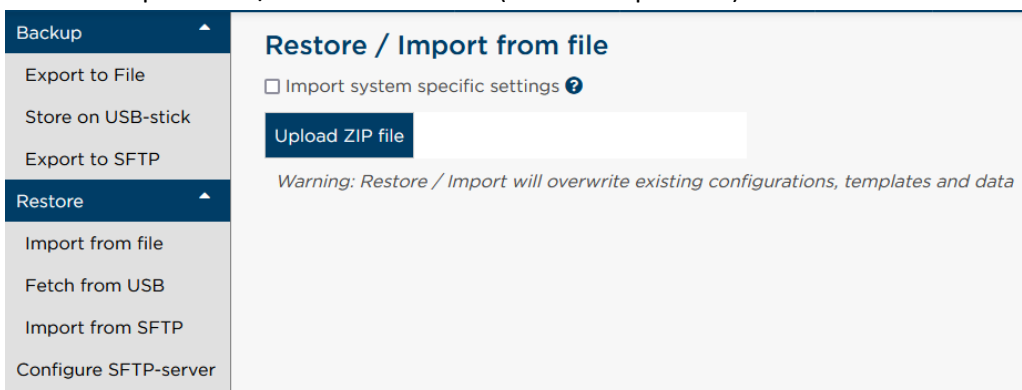 Backup
Export to File
Store on USB-stick
Export to SFTP
Restore
Import from file
Fetch from USB
Import from SFTP
Configure SFTP-server
Restore / Import from file
Import system specific settings ?
Upload ZIP file
Warning: Restore / Import will overwrite existing configurations, templates and data